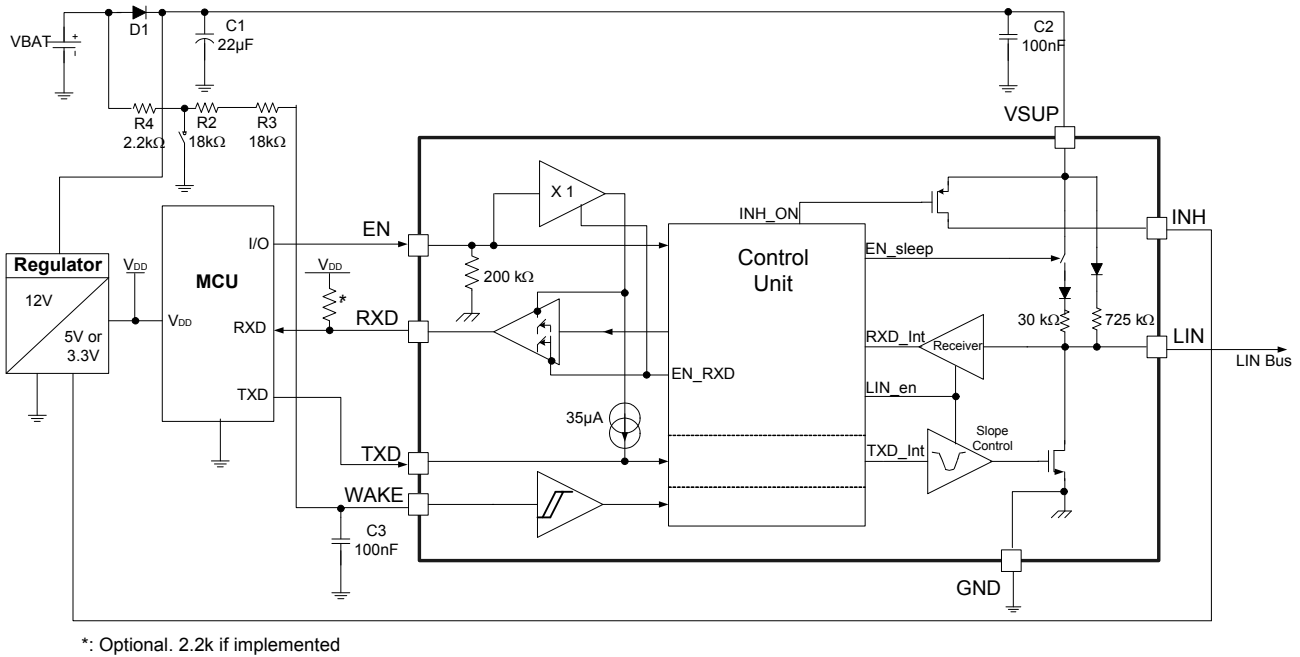 D1
C1
22µF
C2
100nF
VBAT
+
-
R4
2.2kΩ
R2
18kΩ
R3
18kΩ
VSUP
X 1
INH_ON
INH
EN
I/O
Control
Unit
EN_sleep
Regulator
12V
5V or
3.3V
VDD
VDD
MCU
VDD
*
200 kΩ
RXD
RXD
30 kΩ
725 kΩ
RXD_Int
Receiver
LIN
LIN Bus
EN_RXD
LIN_en
TXD
35µA
Slope
Control
TXD
TXD_Int
WAKE
C3
100nF
GND
*: Optional. 2.2k if implemented